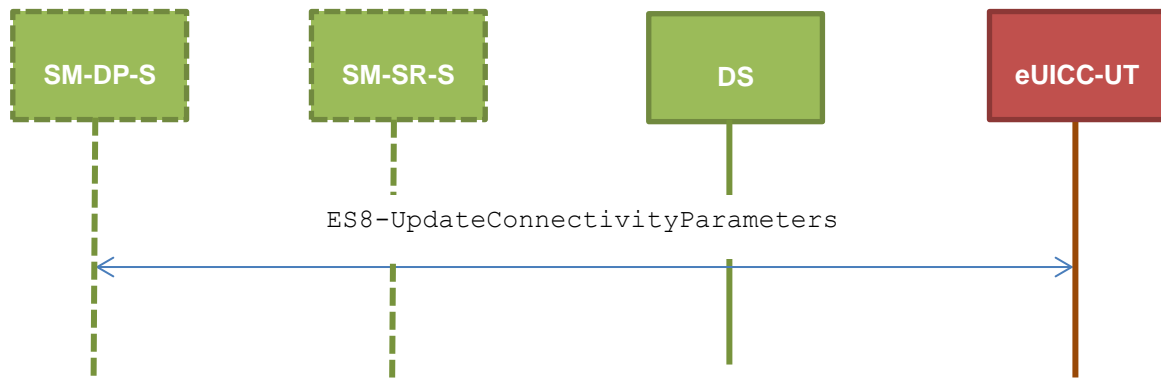 SM-DP-S
SM-SR-S
DS
eUICC-UT
ES8-UpdateConnectivityParameters